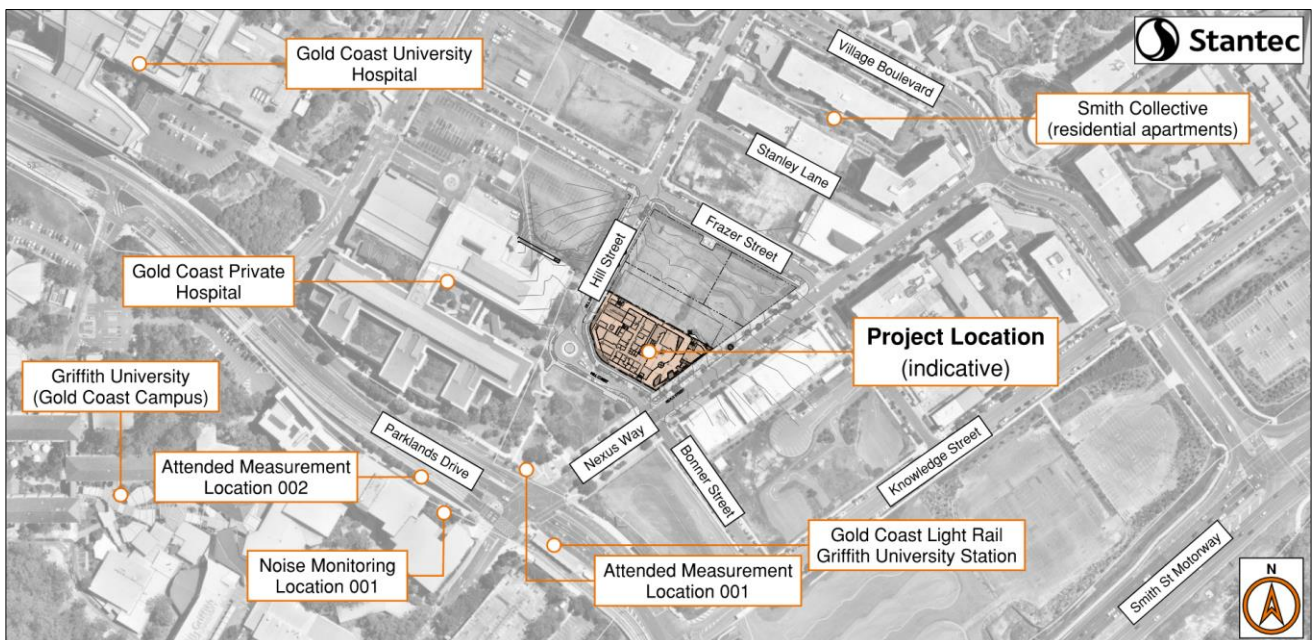 Stantec
Gold Coast University
Hospital
Village Boulevard
Smith Collective
(residential apartments)
Stanley Lane
Frazer Street
Hill Street
Gold Coast Private
Hospital
Project Location
(indicative)
Griffith University
(Gold Coast Campus)
Parklands Drive
Nexus Way
Bonner Street
Knowledge Street
Attended Measurement
Location 002
Noise Monitoring
Location 001
Attended Measurement
Location 001
Gold Coast Light Rail
Griffith University Station
Smith St Motorway
N